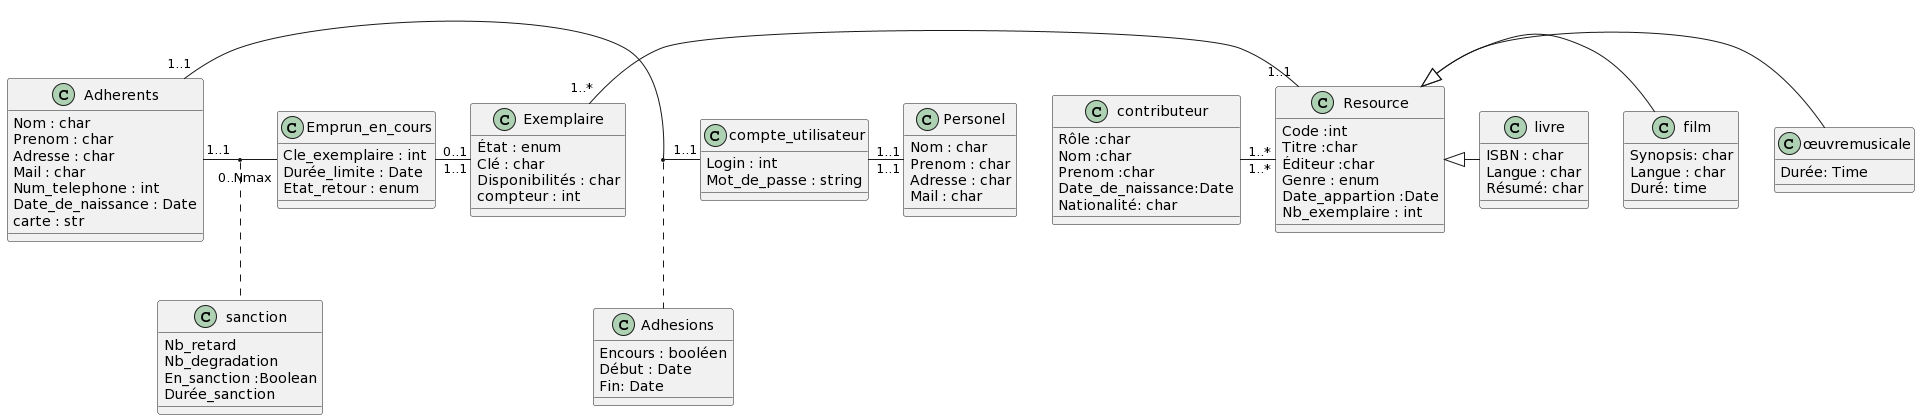 1..1
1..1
1..*
C Adherents
Nom : char
Prenom : char
Adresse : char
Mail : char
Num_telephone : int
Date_de_naissance : Date
carte : str
1..1
0..Nmax
C Emprun_en_cours
Cle_exemplaire : int
Durée_limite : Date
Etat_retour : enum
0..1
1..1
C Exemplaire
État : enum
Clé : char
Disponibilités : char
compteur : int
1..1
C compte_utilisateur
Login : int
Mot_de_passe : string
1..1
1..1
C Personel
Nom : char
Prenom : char
Adresse : char
Mail : char
C contributeur
Rôle :char
Nom :char
Prenom :char
Date_de_naissance:Date
Nationalité: char
1..*
1..*
C Resource
Code :int
Titre :char
Éditeur :char
Genre : enum
Date_appartion :Date
Nb_exemplaire : int
C livre
ISBN : char
Langue : char
Résumé: char
C film
Synopsis: char
Langue : char
Duré: time
C œuvremusicale
Durée: Time
C sanction
Nb_retard
Nb_degradation
En_sanction :Boolean
Durée_sanction
C Adhesions
Encours : booléen
Début : Date
Fin: Date